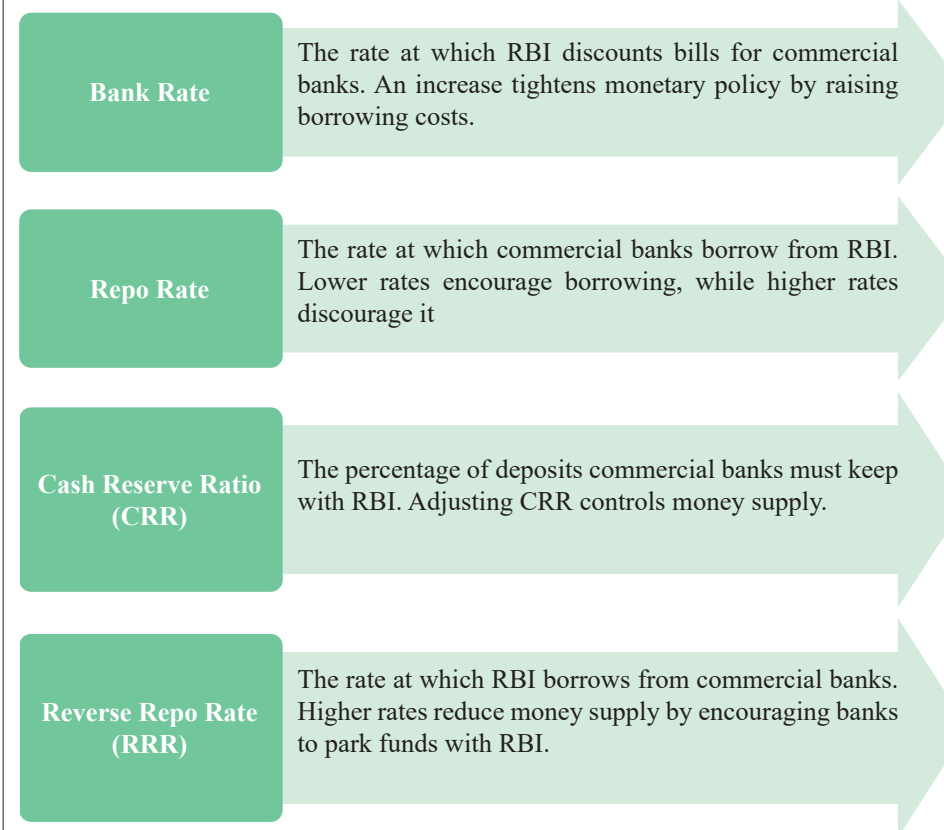 Bank Rate
The rate at which RBI discounts bills for commercial
banks. An increase tightens monetary policy by raising
borrowing costs.
Repo Rate
The rate at which commercial banks borrow from RBI.
Lower rates encourage borrowing, while higher rates
discourage it
Cash Reserve Ratio
(CRR)
The percentage of deposits commercial banks must keep
with RBI. Adjusting CRR controls money supply.
Reverse Repo Rate
(RRR)
The rate at which RBI borrows from commercial banks.
Higher rates reduce money supply by encouraging banks
to park funds with RBI.